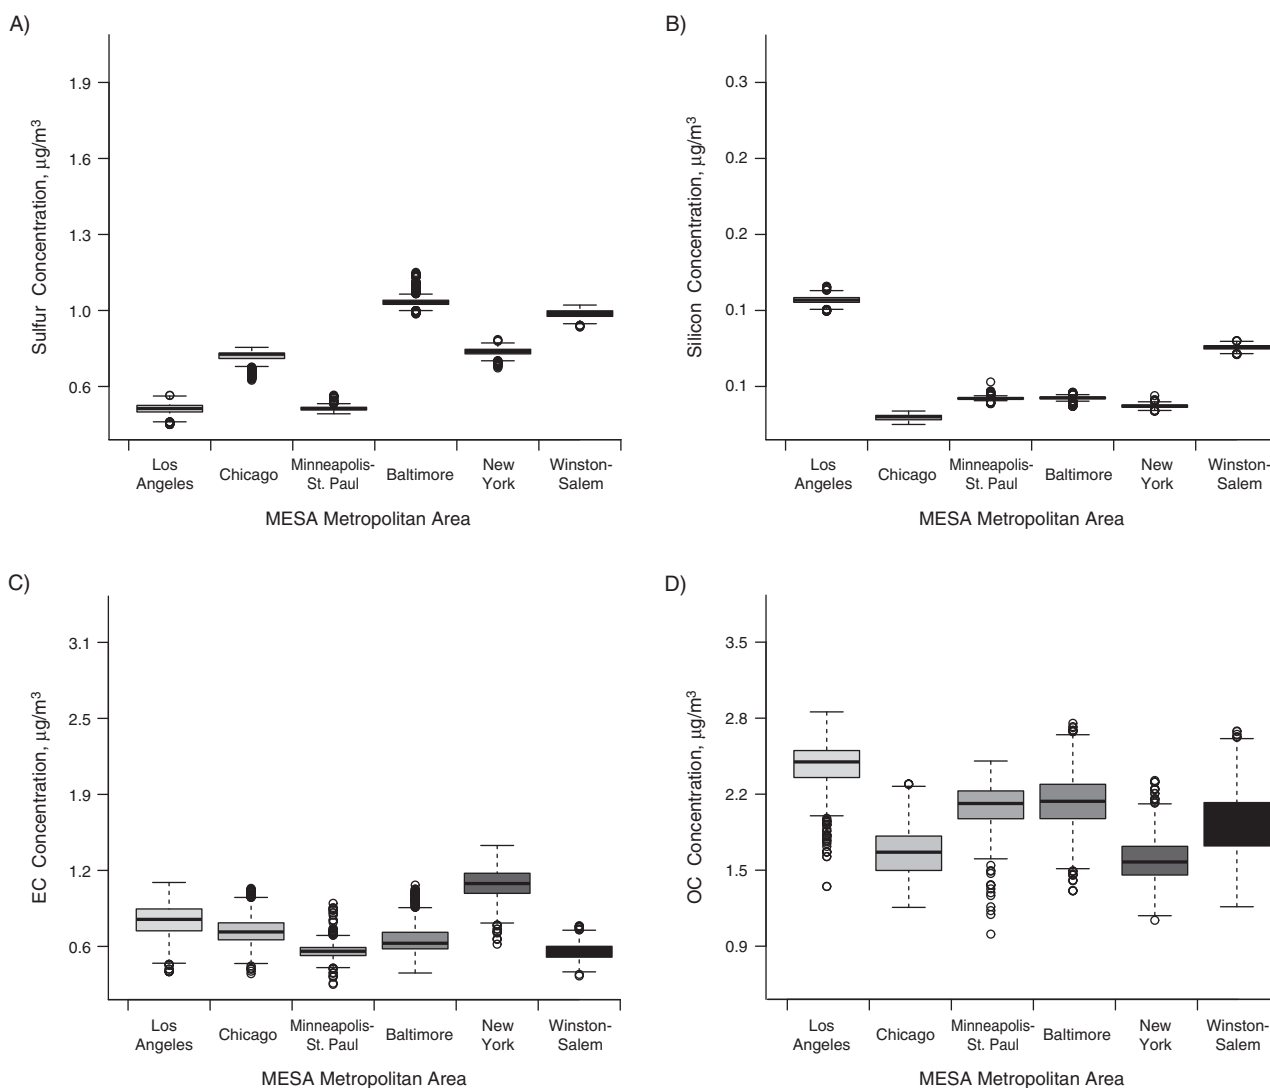 A)
Sulfur Concentration, μg/m³
1.9
1.6
1.3
1.0
0.6
Los Angeles
Chicago
Minneapolis-St. Paul
Baltimore
New York
Winston-Salem
MESA Metropolitan Area
B)
Silicon Concentration, μg/m³
0.3
0.2
0.2
0.1
0.1
Los Angeles
Chicago
Minneapolis-St. Paul
Baltimore
New York
Winston-Salem
MESA Metropolitan Area
C)
EC Concentration, μg/m³
3.1
2.5
1.9
1.2
0.6
Los Angeles
Chicago
Minneapolis-St. Paul
Baltimore
New York
Winston-Salem
MESA Metropolitan Area
D)
OC Concentration, μg/m³
3.5
2.8
2.2
1.5
0.9
Los Angeles
Chicago
Minneapolis-St. Paul
Baltimore
New York
Winston-Salem
MESA Metropolitan Area